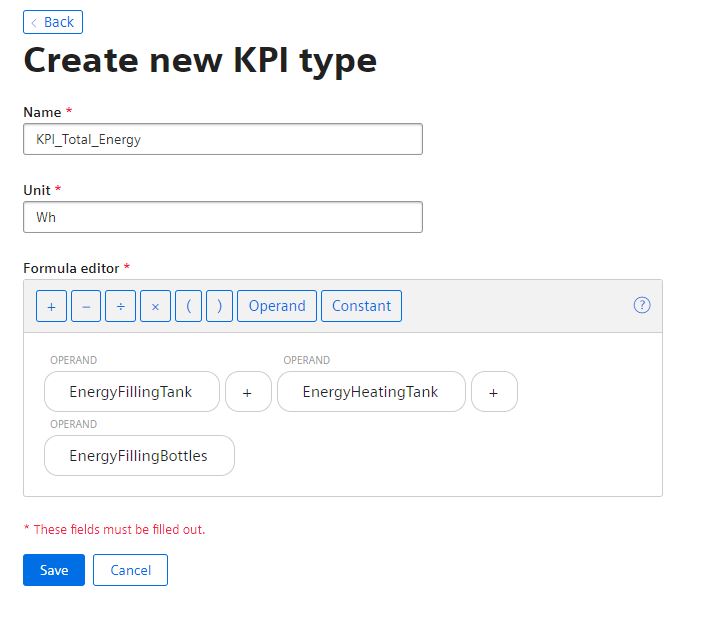 < Back
Create new KPI type
Name *
KPI_Total_Energy
Unit *
Wh
Formula editor *
+ − ÷ × ( ) Operand Constant ?
OPERAND OPERAND
EnergyFillingTank + EnergyHeatingTank +
OPERAND
EnergyFillingBottles
* These fields must be filled out.
Save Cancel